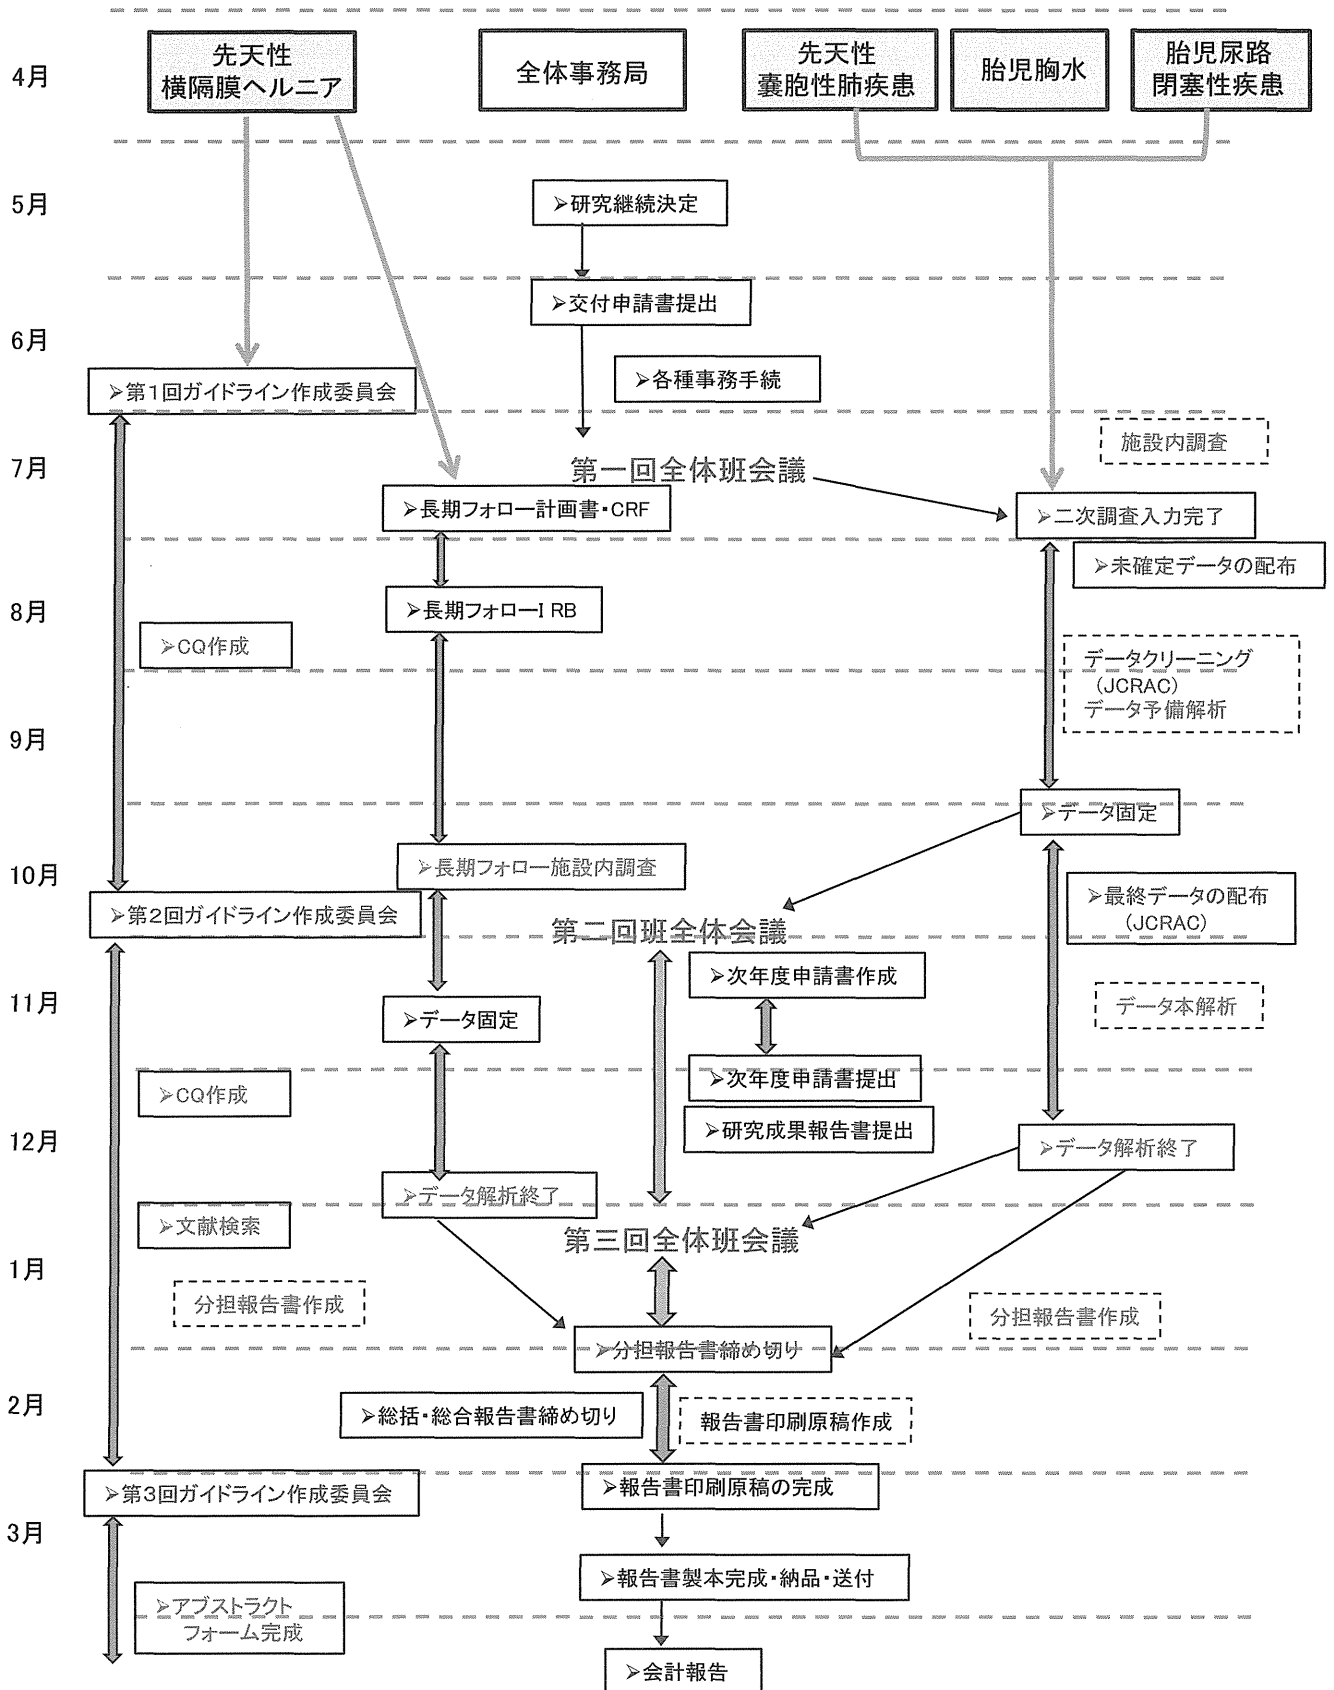 4月
先天性
横隔膜ヘルニア
全体事務局
先天性
嚢胞性肺疾患
胎児胸水
胎児尿路
閉塞性疾患
5月
➢研究継続決定
➢交付申請書提出
6月
➢各種事務手続
➢第1回ガイドライン作成委員会
施設内調査
7月
第一回全体班会議
➢長期フォロー計画書・CRF
➢二次調査入力完了
➢未確定データの配布
8月
➢長期フォローI RB
➢CQ作成
データクリーニング
(JCRAC)
データ予備解析
9月
➢データ固定
➢長期フォロー施設内調査
10月
➢第2回ガイドライン作成委員会
➢最終データの配布
(JCRAC)
第二回班全体会議
➢次年度申請書作成
11月
➢データ固定
データ本解析
➢次年度申請書提出
➢CQ作成
➢研究成果報告書提出
12月
➢データ解析終了
➢データ解析終了
➢文献検索
第三回全体班会議
1月
分担報告書作成
分担報告書作成
➢分担報告書締め切り
2月
➢総括・総合報告書締め切り
報告書印刷原稿作成
➢第3回ガイドライン作成委員会
➢報告書印刷原稿の完成
3月
➢報告書製本完成・納品・送付
➢アブストラクト
フォーム完成
➢会計報告